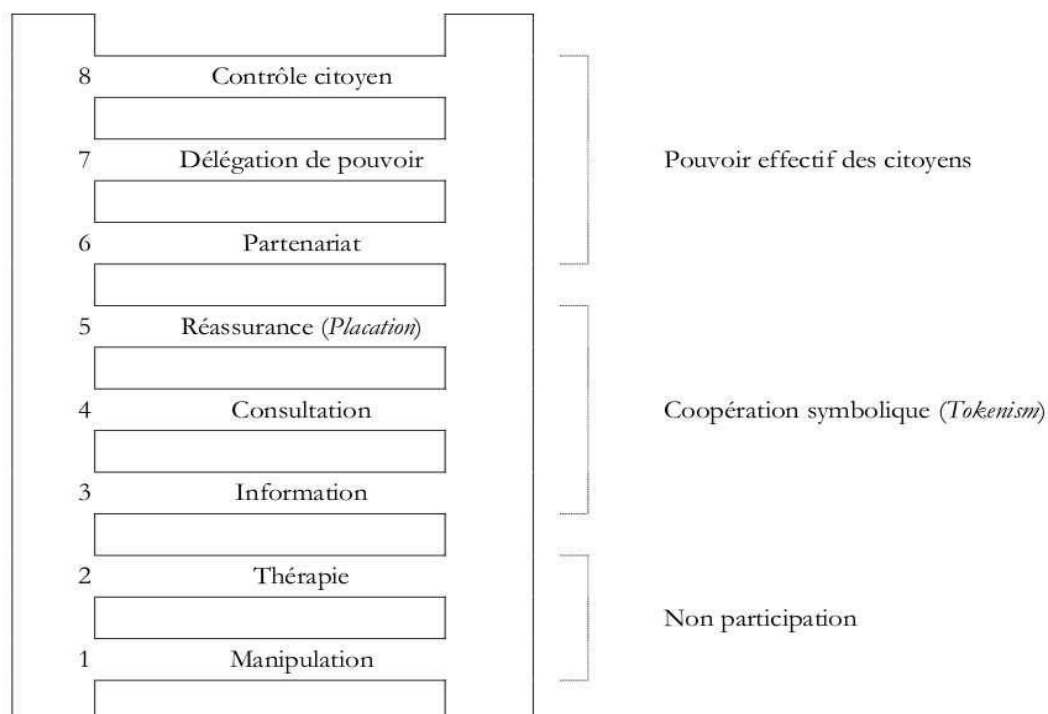 8 Contrôle citoyen
7 Délégation de pouvoir Pouvoir effectif des citoyens
6 Partenariat
5 Réassurance (Placation)
4 Consultation Coopération symbolique (Tokenism)
3 Information
2 Thérapie
Non participation
1 Manipulation